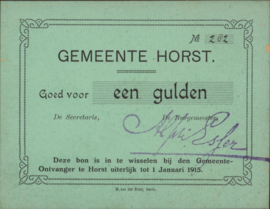 № 202
GEMEENTE HORST.
Goed voor een gulden
De Secretaris, De Burgemeester
Deze bon is in te wisselen bij den Gemeente-
Ontvanger te Horst uiterlijk tot 1 Januari 1915.